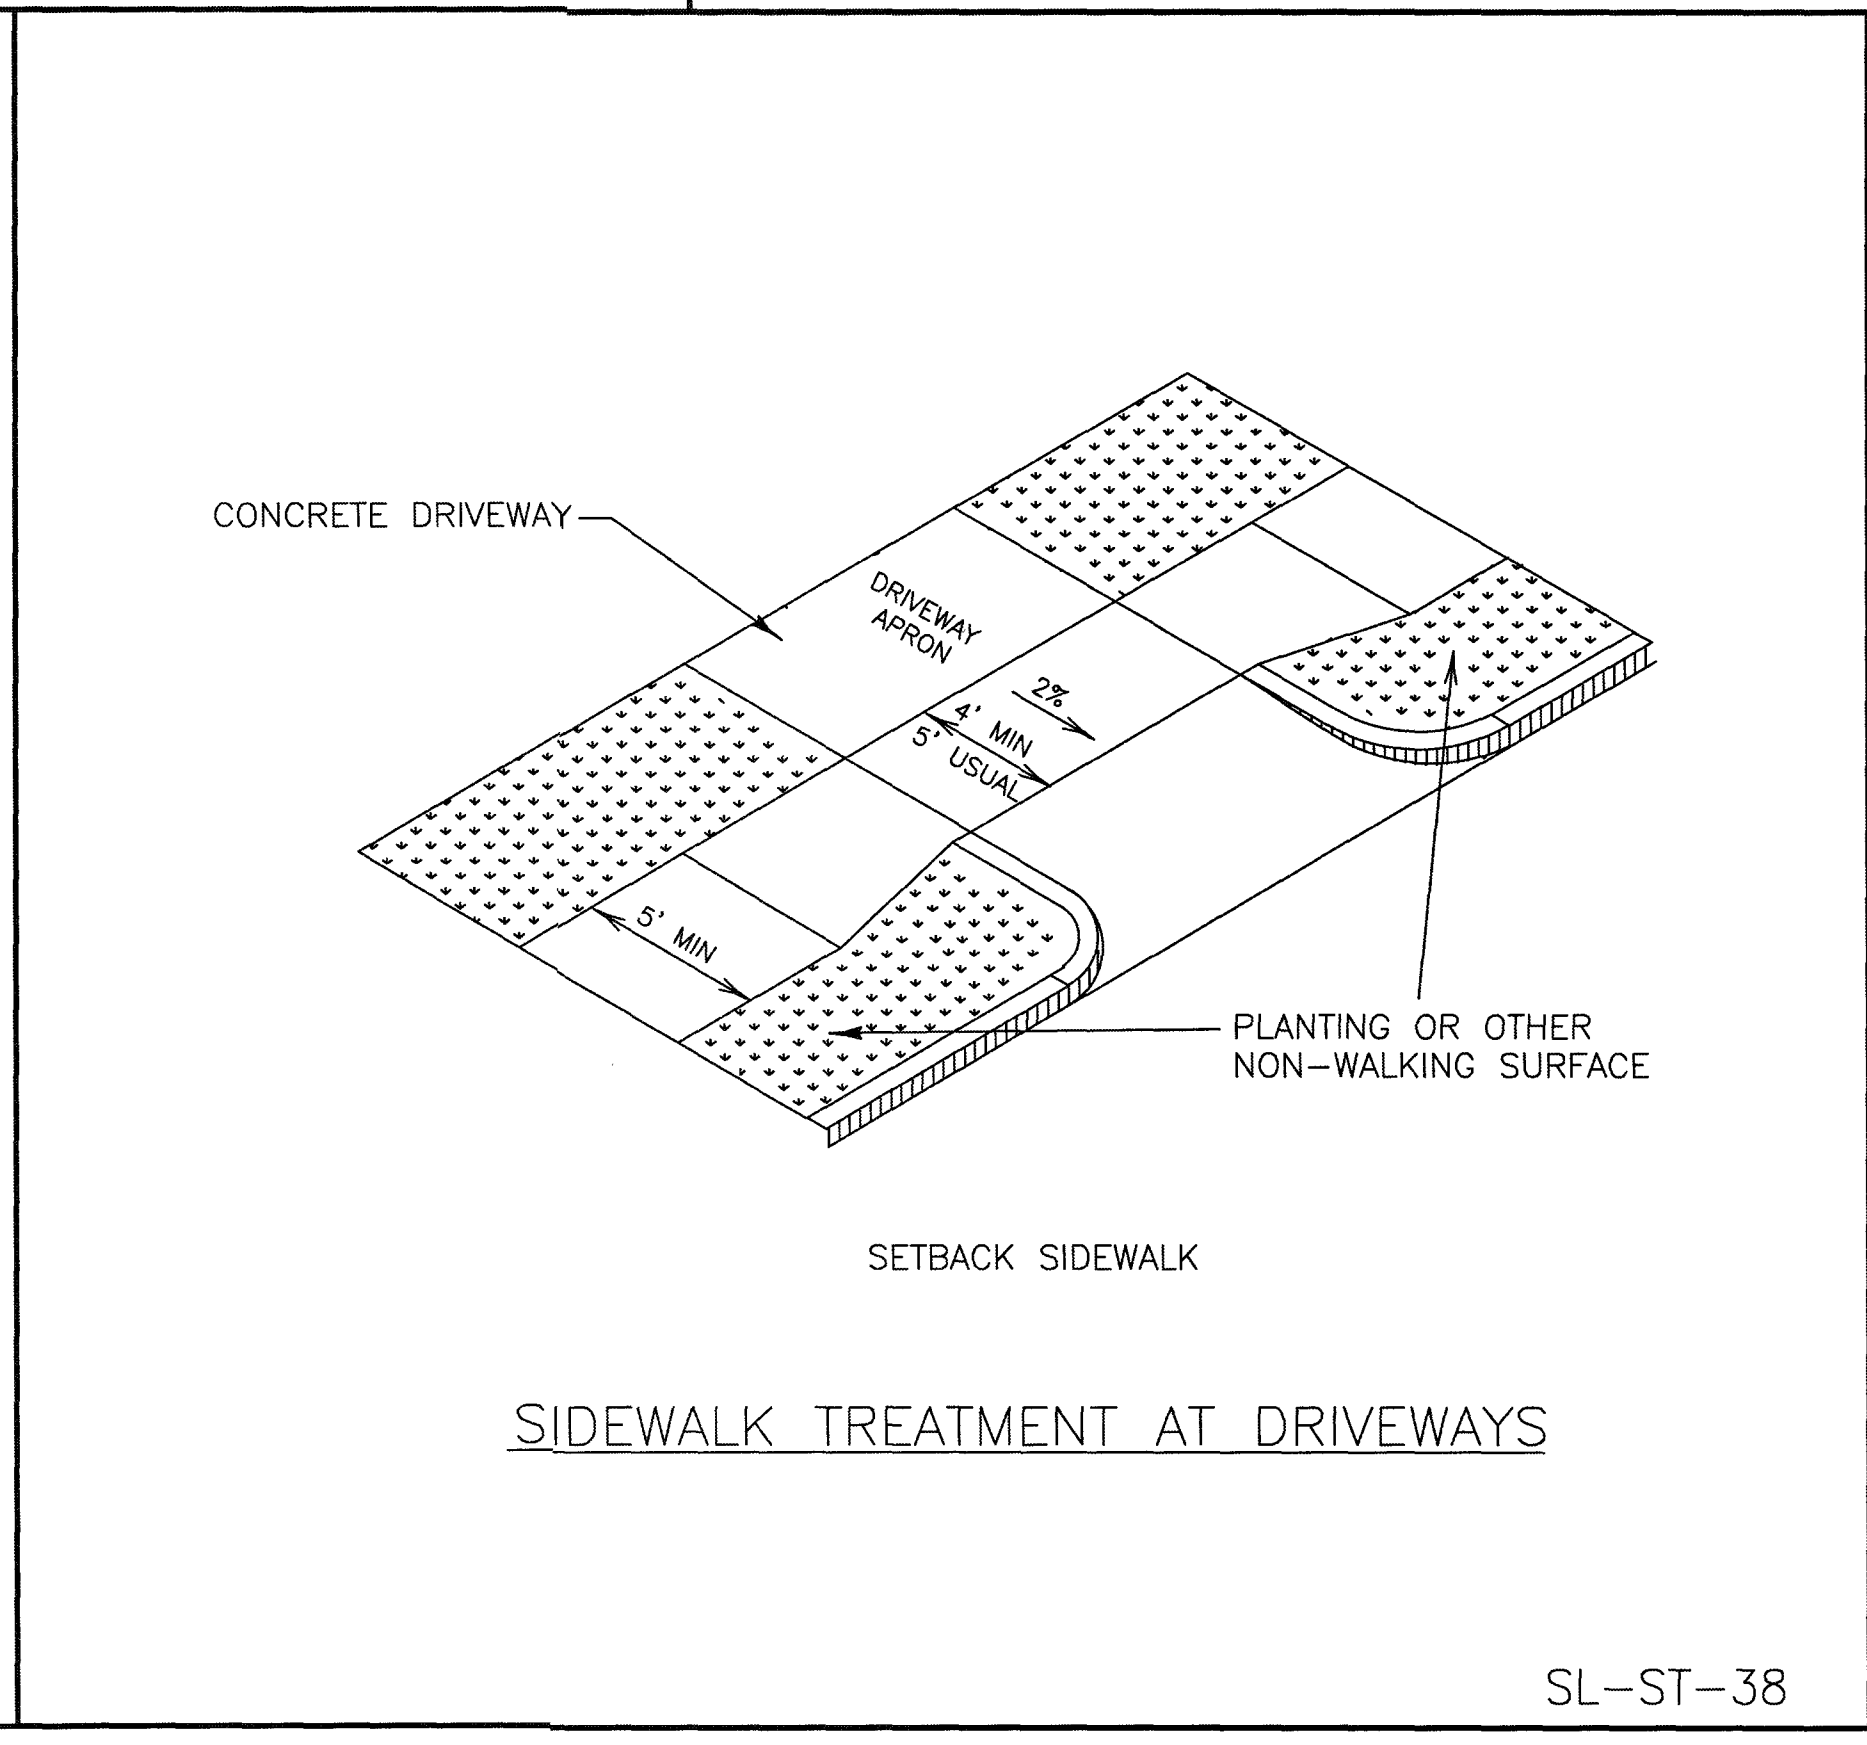 CONCRETE DRIVEWAY
DRIVEWAY
APRON
2%
4' MIN
5' USUAL
5' MIN
PLANTING OR OTHER
NON-WALKING SURFACE
SETBACK SIDEWALK
SIDEWALK TREATMENT AT DRIVEWAYS
SL-ST-38